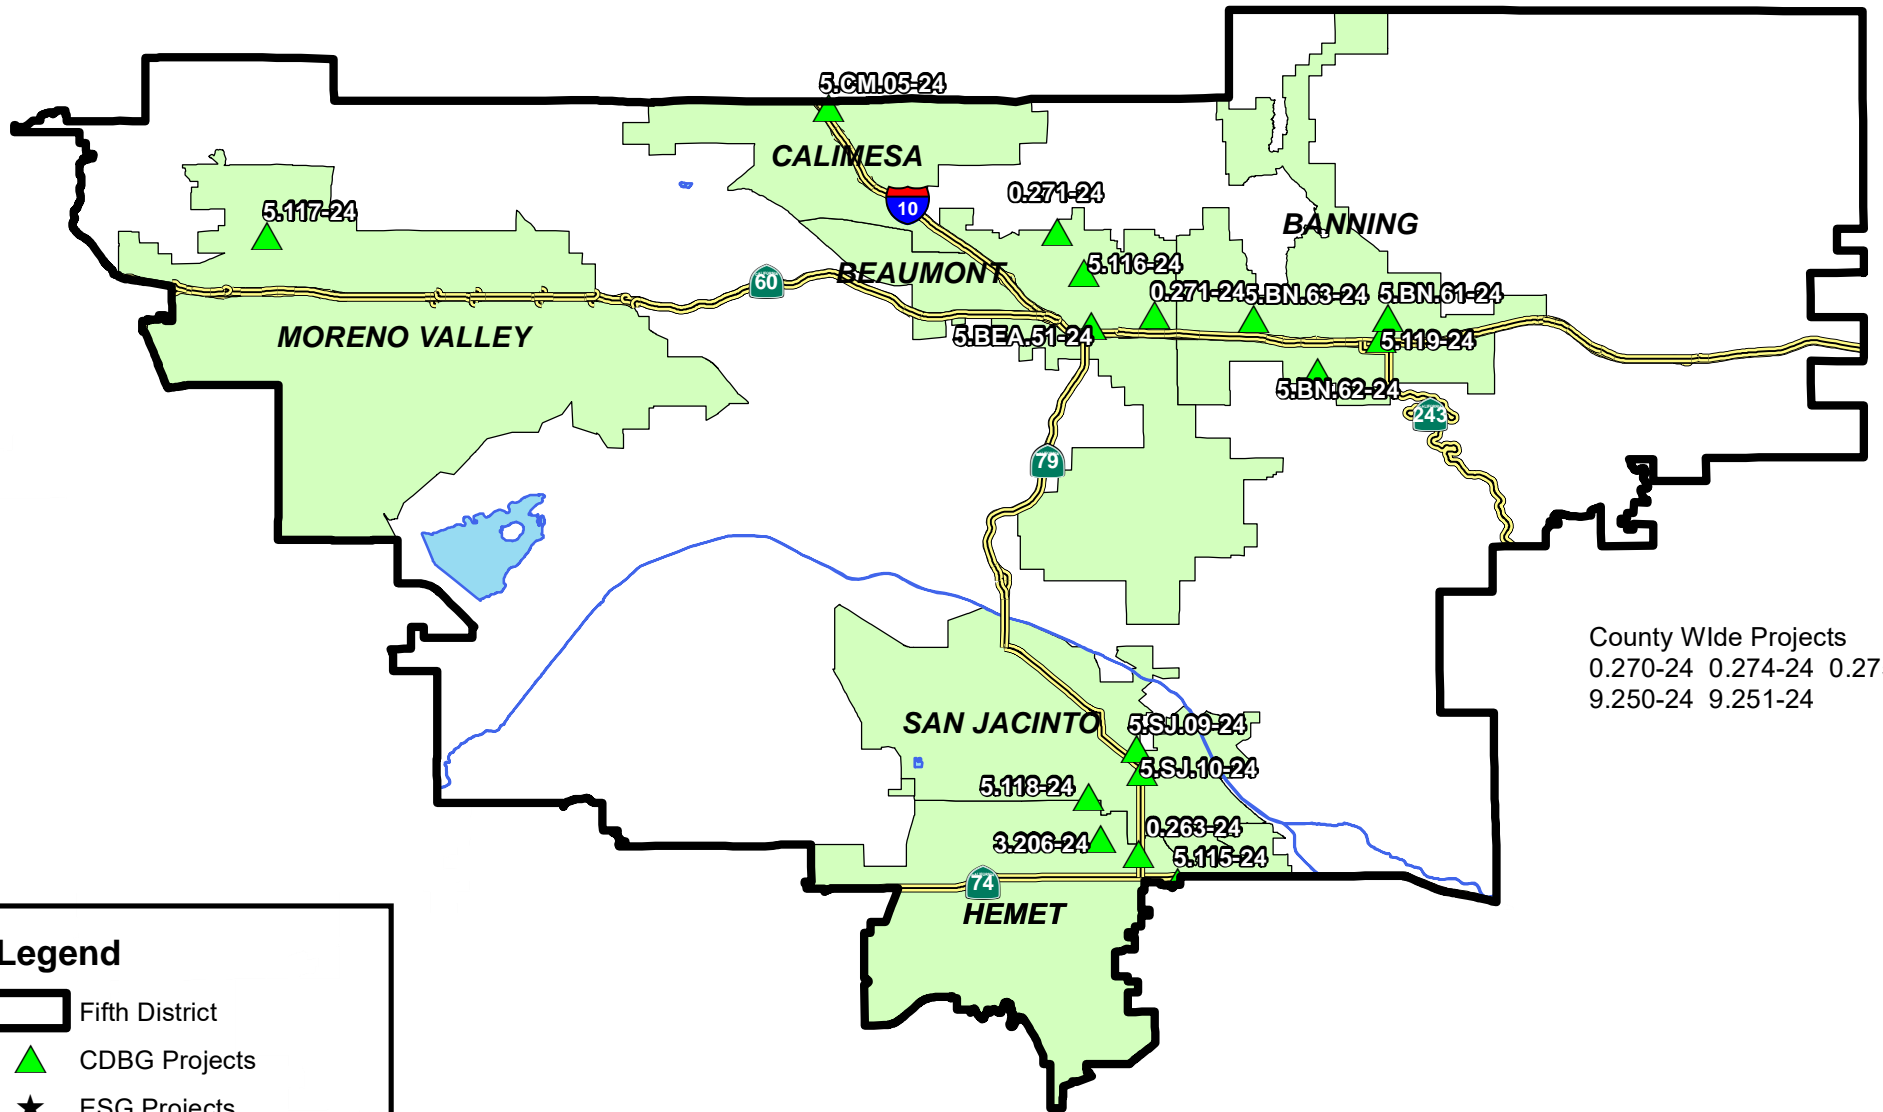 5.CM.05-24
CALIMESA
0.271-24
10
5.117-24
BANNING
BEAUMONT
5.116-24
60
0.271-24
5.BN.63-24
5.BN.61-24
MORENO VALLEY
5.BEA.51-24
5.119-24
5.BN.62-24
243
79
County WIde Projects
0.270-24 0.274-24
9.250-24 9.251-24
SAN JACINTO
5.SJ.09-24
5.SJ.10-24
5.118-24
0.263-24
3.206-24
5.115-24
74
HEMET
Legend
Fifth District
CDBG Projects
ESG Projects